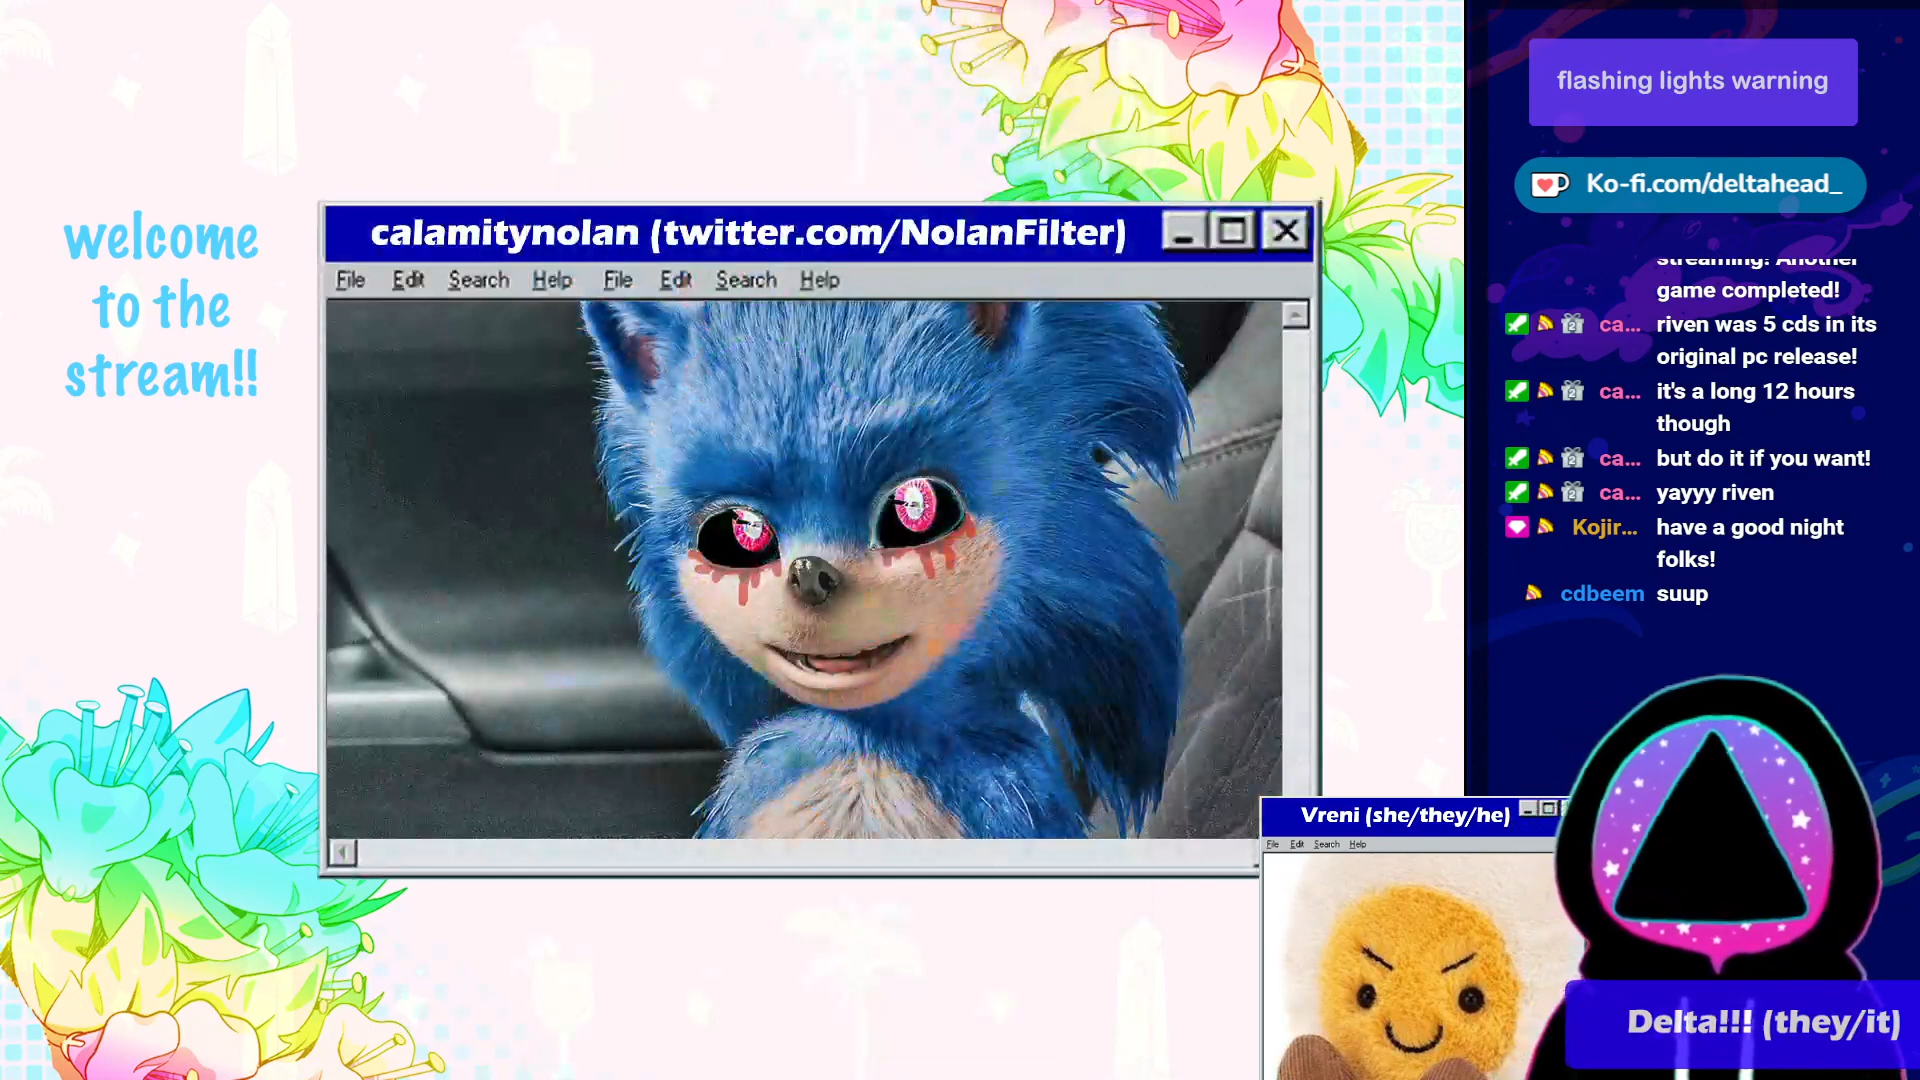 welcome
to the
stream!!
calamitynolan (twitter.com/NolanFilter)
File Edit Search Help File Edit Search Help
flashing lights warning
Ko-fi.com/deltahead_
streaming! Another
game completed!
ca... riven was 5 cds in its
original pc release!
ca... it's a long 12 hours
though
ca... but do it if you want!
ca... yayyy riven
Kojir... have a good night
folks!
cdbeem suup
Vreni (she/they/he)
File Edit Search Help
Delta!!! (they/it)